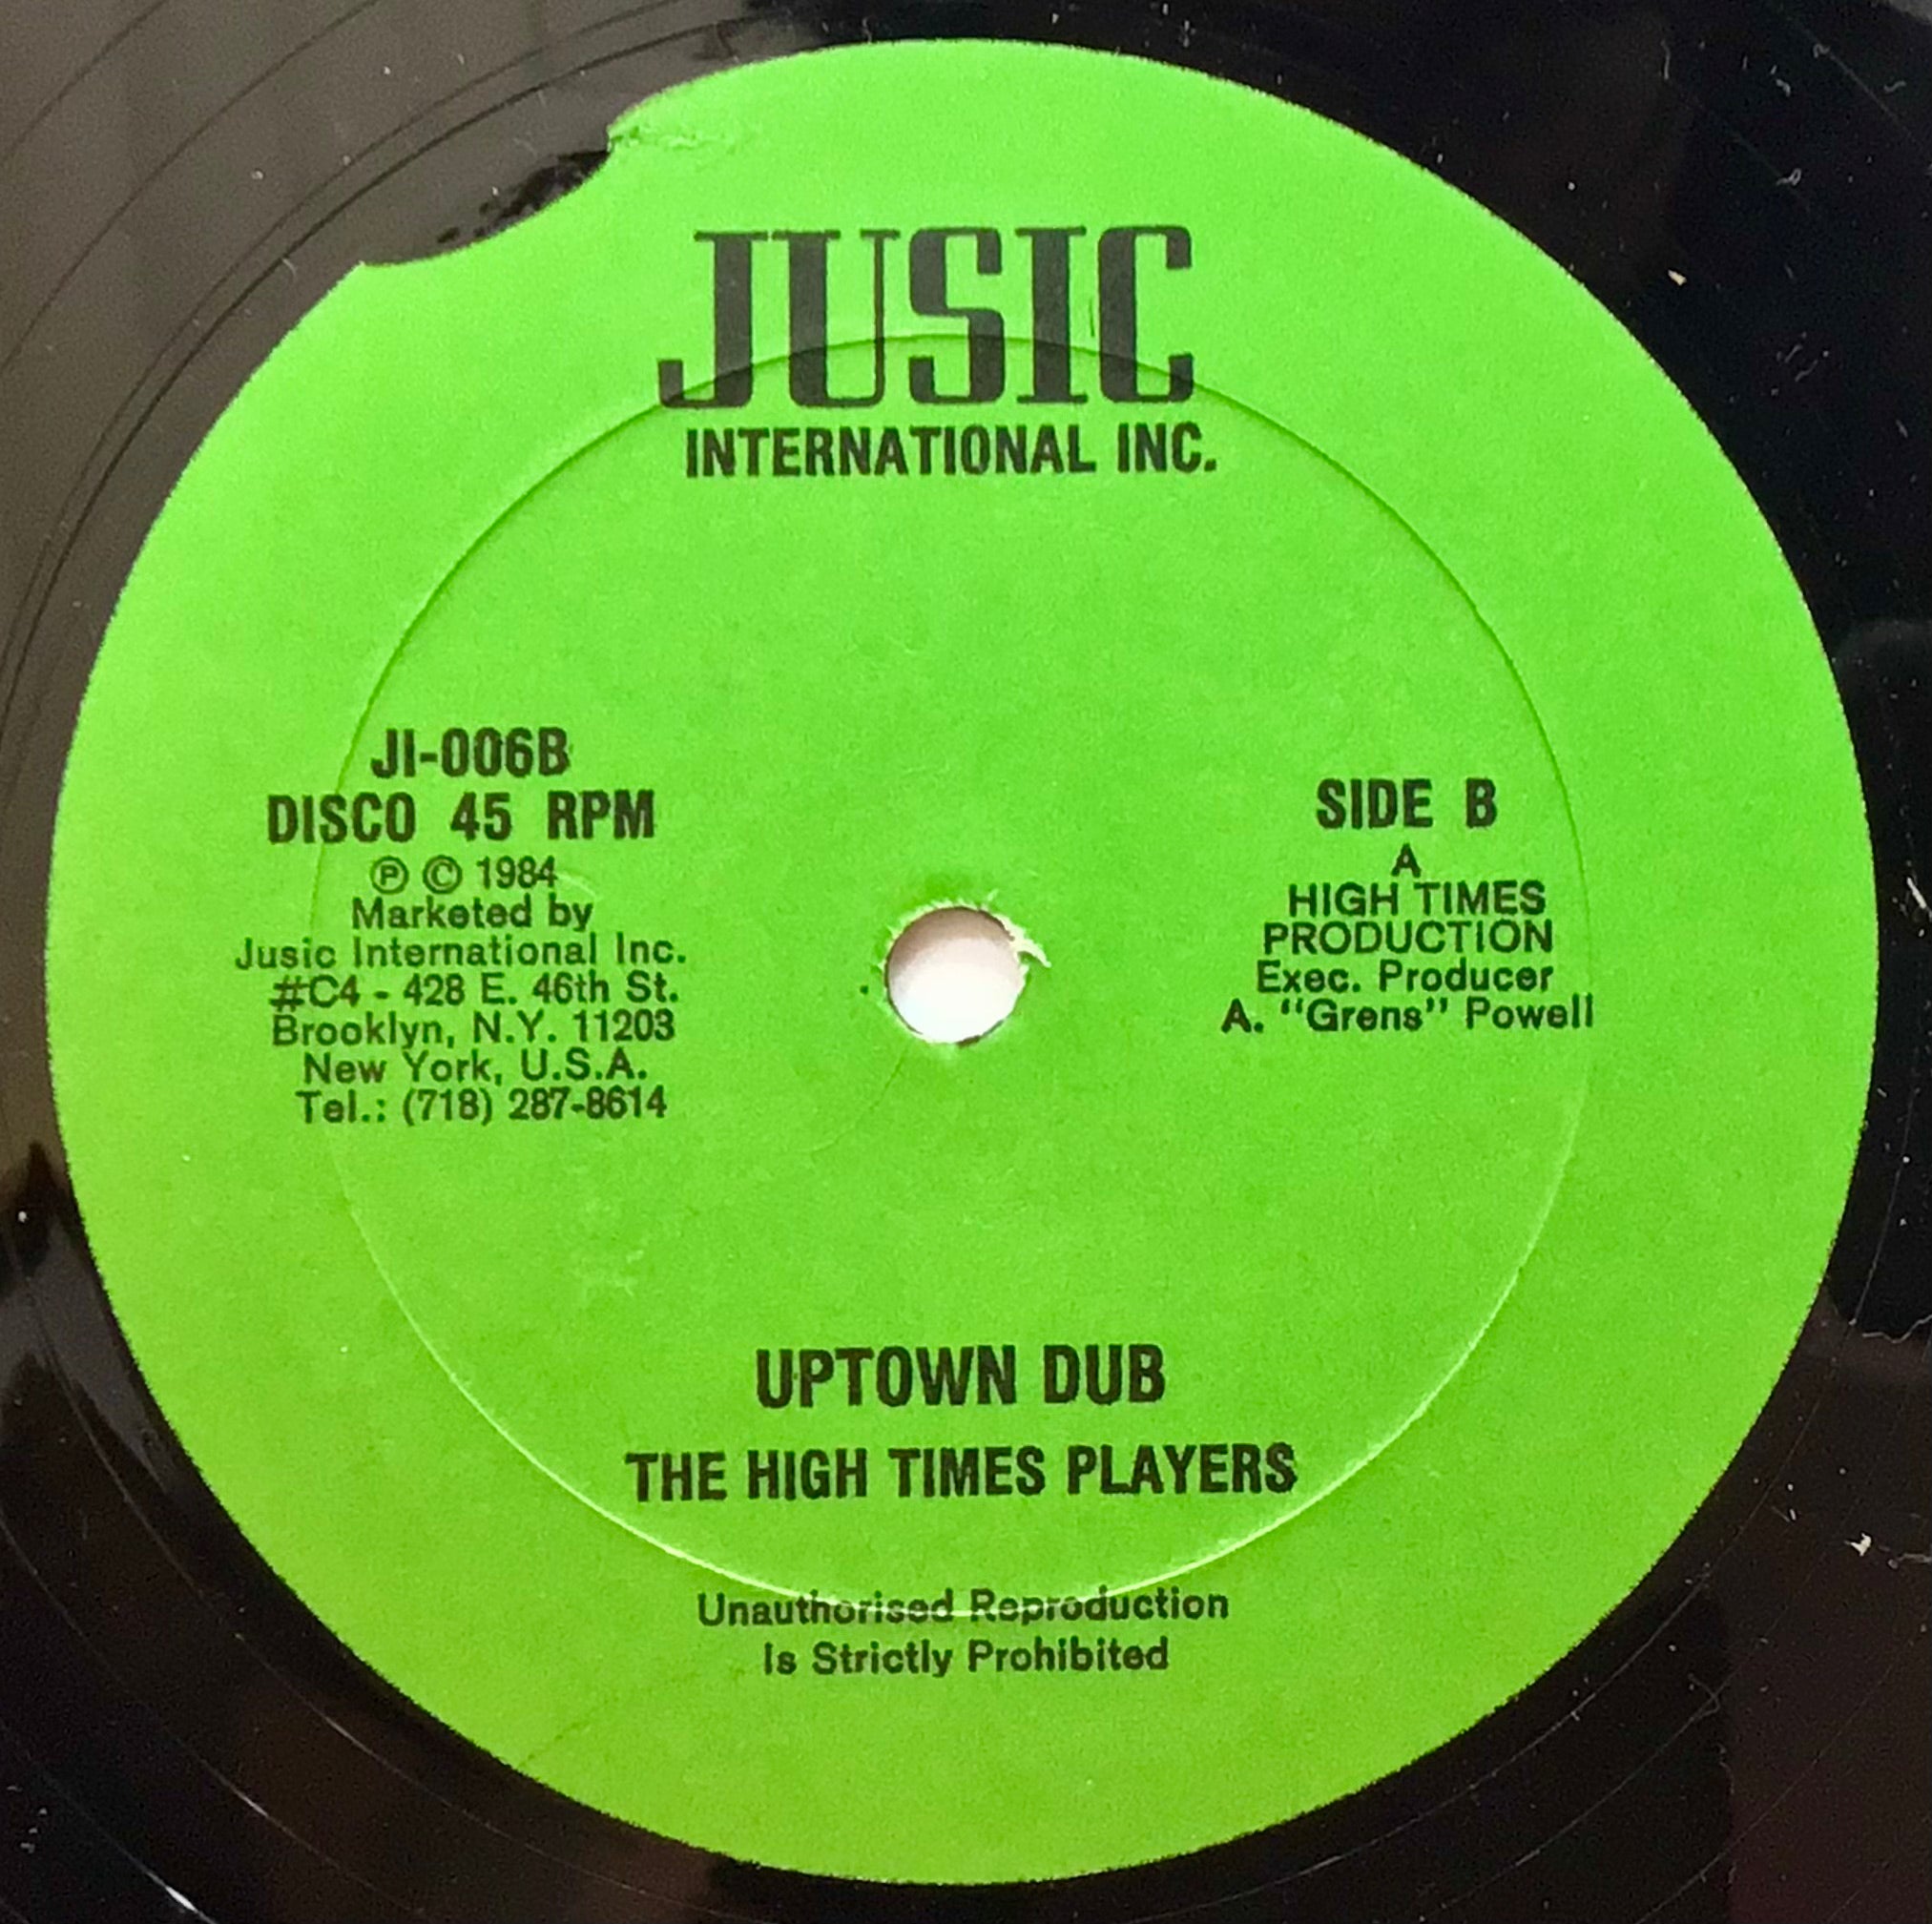 JUSIC
INTERNATIONAL INC.
JI-006B
DISCO 45 RPM
℗ © 1984
Marketed by
Jusic International Inc.
#C4 - 428 E. 46th St.
Brooklyn, N.Y. 11203
New York, U.S.A.
Tel.: (718) 287-8614
SIDE B
A
HIGH TIMES
PRODUCTION
Exec. Producer
A. "Grens" Powell
UPTOWN DUB
THE HIGH TIMES PLAYERS
Unauthorised Reproduction
Is Strictly Prohibited